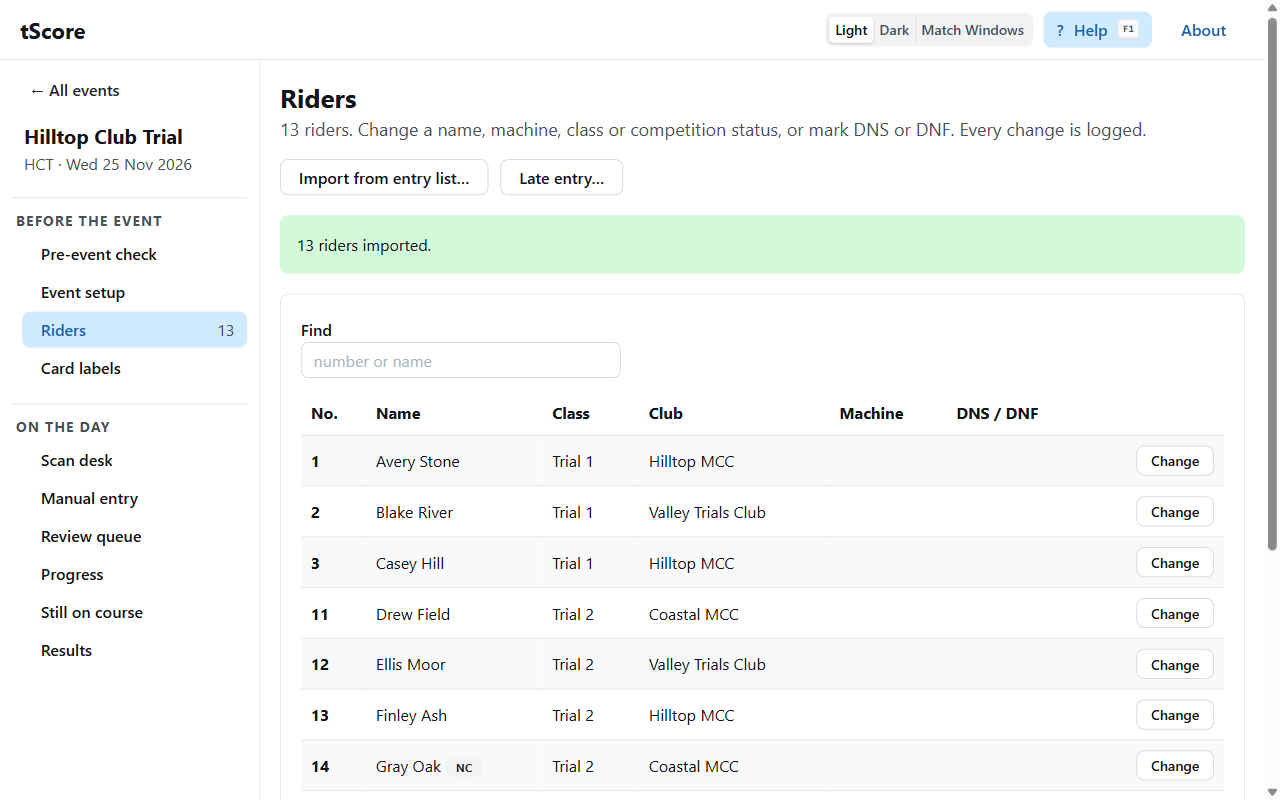 tScore
Light Dark Match Windows
? Help F1
About
← All events
Hilltop Club Trial
HCT · Wed 25 Nov 2026
BEFORE THE EVENT
Pre-event check
Event setup
Riders 13
Card labels
ON THE DAY
Scan desk
Manual entry
Review queue
Progress
Still on course
Results
Riders
13 riders. Change a name, machine, class or competition status, or mark DNS or DNF. Every change is logged.
Import from entry list... Late entry...
13 riders imported.
Find
number or name
No. Name Class Club Machine DNS / DNF
1 Avery Stone Trial 1 Hilltop MCC Change
2 Blake River Trial 1 Valley Trials Club Change
3 Casey Hill Trial 1 Hilltop MCC Change
11 Drew Field Trial 2 Coastal MCC Change
12 Ellis Moor Trial 2 Valley Trials Club Change
13 Finley Ash Trial 2 Hilltop MCC Change
14 Gray Oak NC Trial 2 Coastal MCC Change